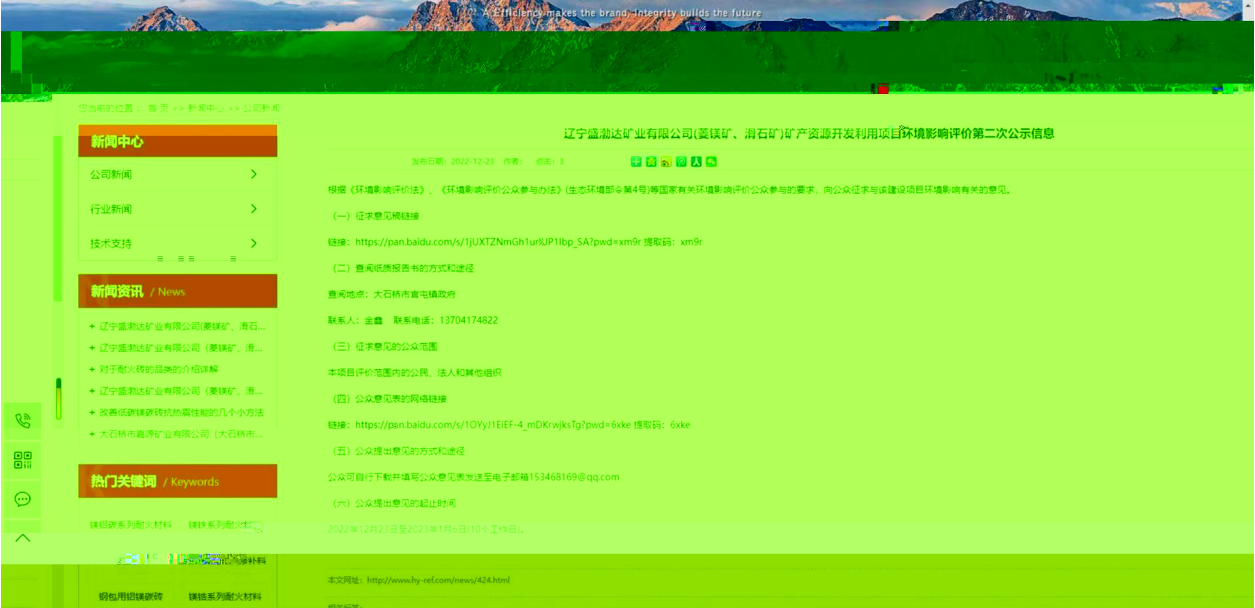 A Efficiency makes the brand, Integrity builds the future
您当前的位置： 首 页 >> 新闻中心 >> 公司新闻
新闻中心
公司新闻
行业新闻
技术支持
新闻资讯 / News
+ 辽宁盛渤达矿业有限公司(菱镁矿、滑石...
+ 辽宁盛渤达矿业有限公司（菱镁矿、滑...
+ 对于耐火砖的品类的介绍详解
+ 辽宁盛渤达矿业有限公司（菱镁矿、滑...
+ 改善低碳镁碳砖抗热震性能的几个小方法
+ 大石桥市嘉源矿业有限公司（大石桥市...
热门关键词 / Keywords
镁铝碳系列耐火材料 镁铁系列耐火材
补料
钢包用铝镁碳砖 镁锆系列耐火材料
辽宁盛渤达矿业有限公司(菱镁矿、滑石矿)矿产资源开发利用项目环境影响评价第二次公示信息
发布日期：2022-12-23 作者： 点击：3
根据《环境影响评价法》、《环境影响评价公众参与办法》(生态环境部令第4号)等国家有关环境影响评价公众参与的要求，向公众征求与该建设项目环境影响有关的意见。
（一）征求意见稿链接
链接：https://pan.baidu.com/s/1jUXTZNmGh1urXJP1Ibp_SA?pwd=xm9r 提取码：xm9r
（二）查阅纸质报告书的方式和途径
查阅地点：大石桥市官屯镇政府
联系人：金鑫 联系电话：13704174822
（三）征求意见的公众范围
本项目评价范围内的公民、法人和其他组织
（四）公众意见表的网络链接
链接：https://pan.baidu.com/s/1OYyJ1EiEF-4_mDKrwjksTg?pwd=6xke 提取码：6xke
（五）公众提出意见的方式和途径
公众可自行下载并填写公众意见表发送至电子邮箱153468169@qq.com
（六）公众提出意见的起止时间
2022年12月23日至2023年1月6日(10个工作日)。
本文网址：http://www.hy-ref.com/news/424.html
相关标签：